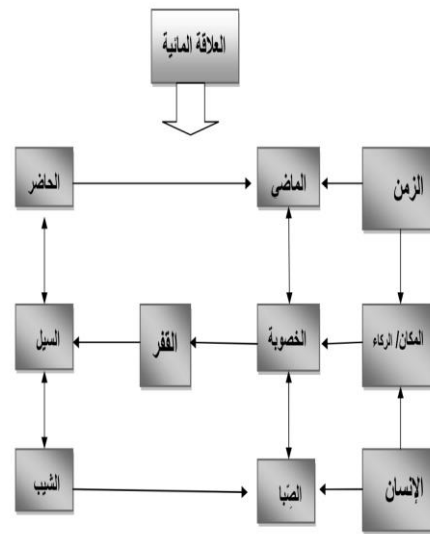 العلاقة المائية
الزمن
الماضي
الحاضر
المكان/ الركاء
الخصوبة
القفر
السيل
الإنسان
الصِّبا
الشيب